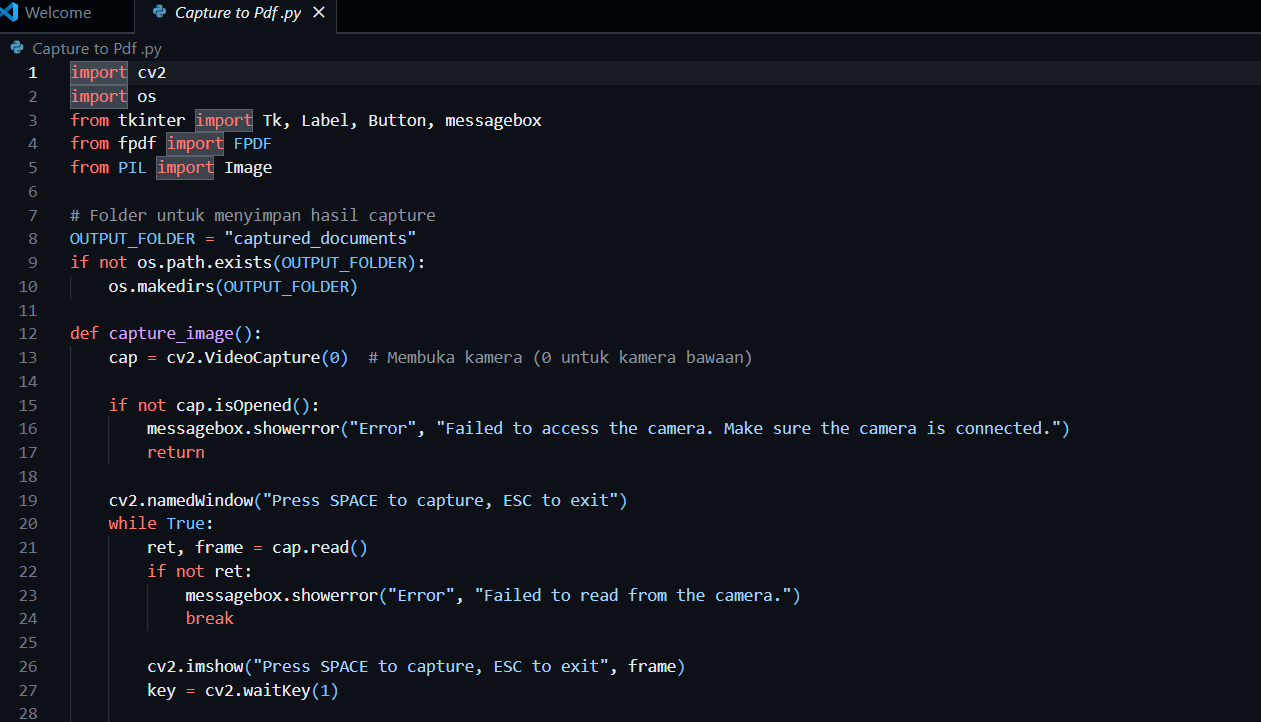 Welcome
Capture to Pdf .py ×
Capture to Pdf .py
1 import cv2
2 import os
3 from tkinter import Tk, Label, Button, messagebox
4 from fpdf import FPDF
5 from PIL import Image
6
7 # Folder untuk menyimpan hasil capture
8 OUTPUT_FOLDER = "captured_documents"
9 if not os.path.exists(OUTPUT_FOLDER):
10     os.makedirs(OUTPUT_FOLDER)
11
12 def capture_image():
13     cap = cv2.VideoCapture(0)  # Membuka kamera (0 untuk kamera bawaan)
14
15     if not cap.isOpened():
16         messagebox.showerror("Error", "Failed to access the camera. Make sure the camera is connected.")
17         return
18
19     cv2.namedWindow("Press SPACE to capture, ESC to exit")
20     while True:
21         ret, frame = cap.read()
22         if not ret:
23             messagebox.showerror("Error", "Failed to read from the camera.")
24             break
25
26         cv2.imshow("Press SPACE to capture, ESC to exit", frame)
27         key = cv2.waitKey(1)
28